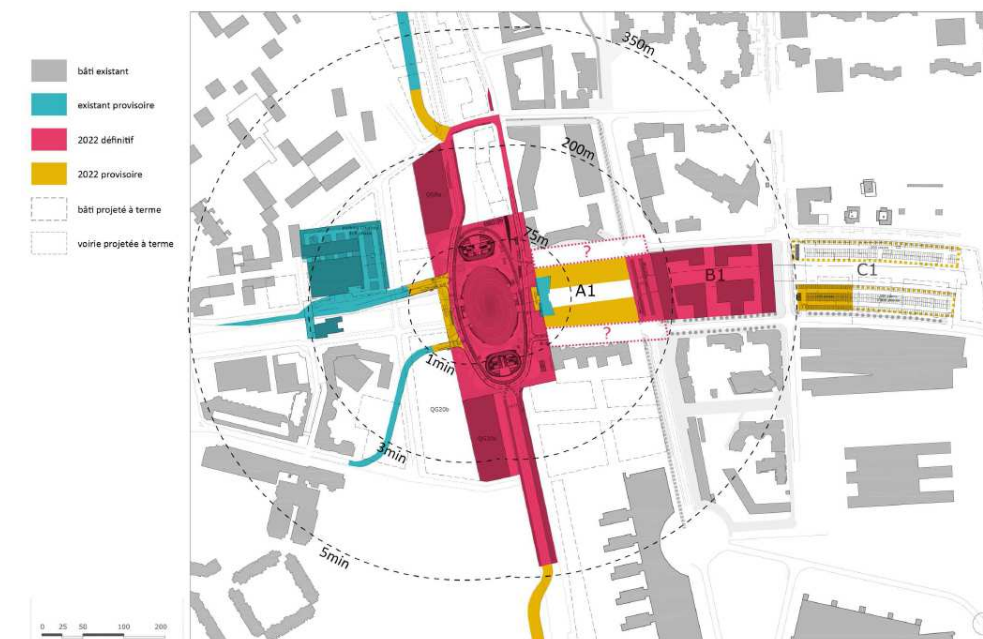 bâti existant
existant provisoire
2022 définitif
2022 provisoire
bâti projeté à terme
voirie projetée à terme
350m
200m
75m
?
A1
B1
C1
?
1min
QG20b
3min
5min
0 25 50 100 200